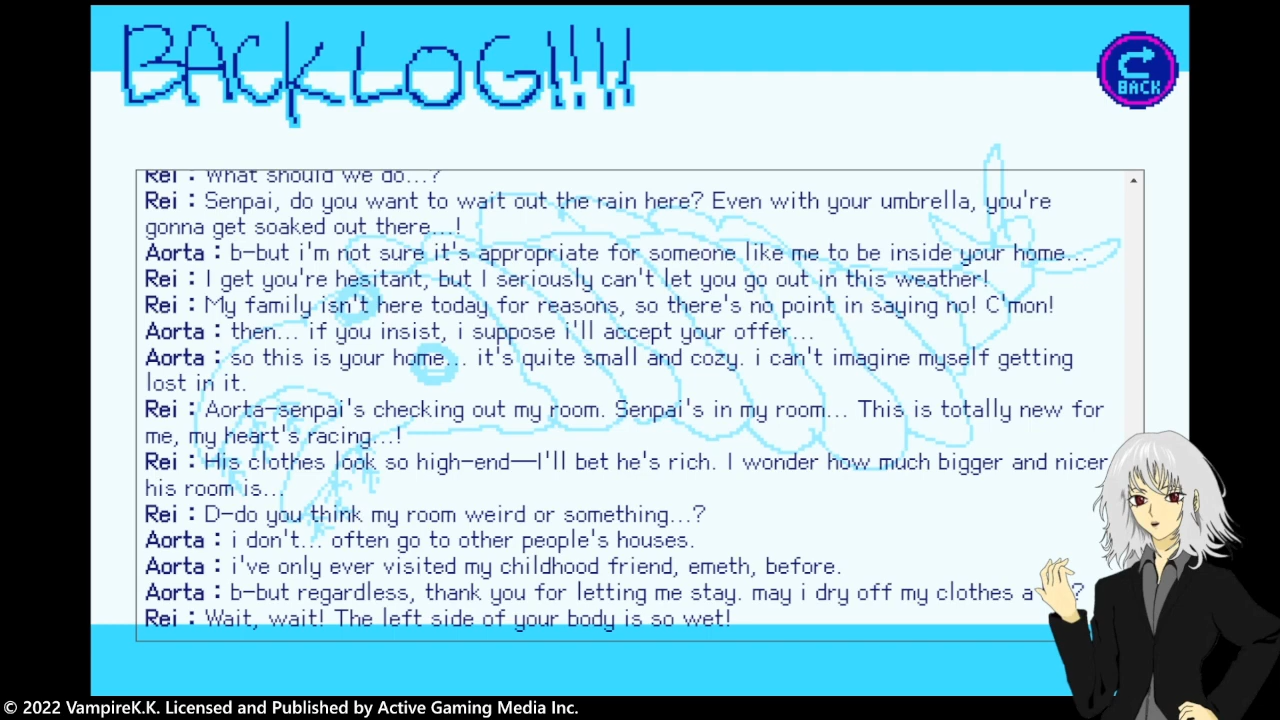 BACKLOG!!!!
BACK
Rei : What should we do...?
Rei : Senpai, do you want to wait out the rain here? Even with your umbrella, you're
gonna get soaked out there...!
Aorta : b-but i'm not sure it's appropriate for someone like me to be inside your home...
Rei : I get you're hesitant, but I seriously can't let you go out in this weather!
Rei : My family isn't here today for reasons, so there's no point in saying no! C'mon!
Aorta : then... if you insist, i suppose i'll accept your offer...
Aorta : so this is your home... it's quite small and cozy. i can't imagine myself getting
lost in it.
Rei : Aorta-senpai's checking out my room. Senpai's in my room... This is totally new for
me, my heart's racing...!
Rei : His clothes look so high-end—I'll bet he's rich. I wonder how much bigger and nicer
his room is...
Rei : D-do you think my room weird or something...?
Aorta : i don't... often go to other people's houses.
Aorta : i've only ever visited my childhood friend, emeth, before.
Aorta : b-but regardless, thank you for letting me stay. may i dry off my clothes a ?
Rei : Wait, wait! The left side of your body is so wet!
© 2022 VampireK.K. Licensed and Published by Active Gaming Media Inc.